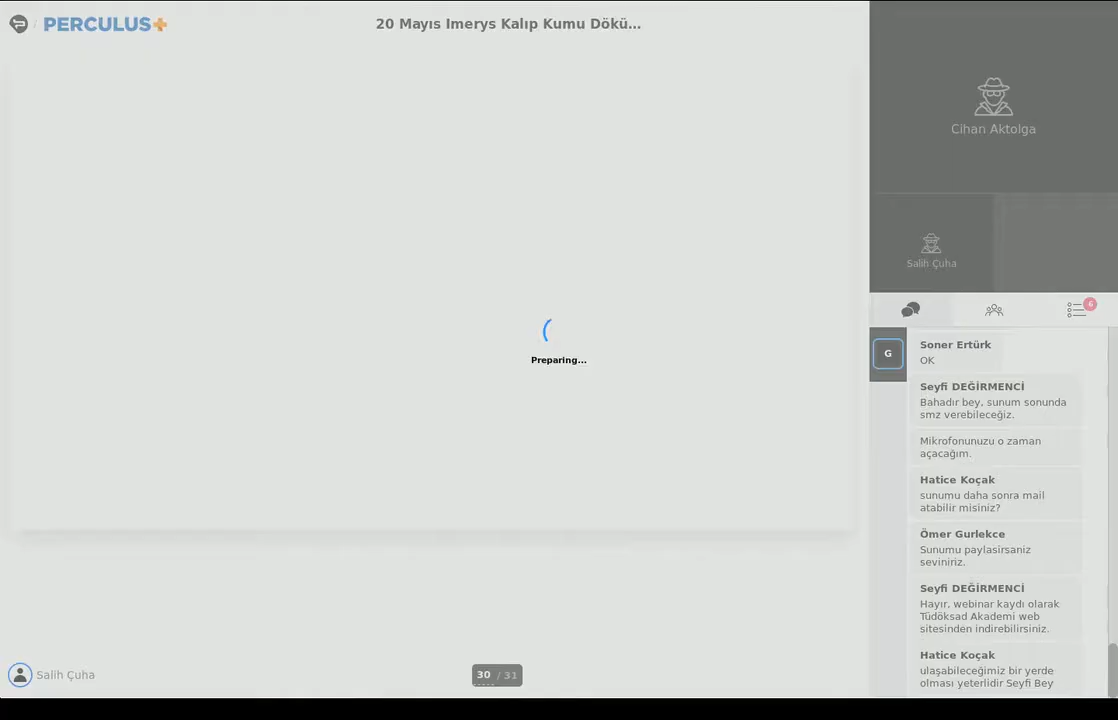 / PERCULUS+
20 Mayıs Imerys Kalıp Kumu Dökü...
Cihan Aktolga
Salih Çuha
6
G
Soner Ertürk
OK
Seyfi DEĞİRMENCİ
Bahadır bey, sunum sonunda
smz verebileceğiz.
Mikrofonunuzu o zaman
açacağım.
Hatice Koçak
sunumu daha sonra mail
atabilir misiniz?
Ömer Gurlekce
Sunumu paylasirsaniz
seviniriz.
Seyfi DEĞİRMENCİ
Hayır, webinar kaydı olarak
Tüdöksad Akademi web
sitesinden indirebilirsiniz.
Hatice Koçak
ulaşabileceğimiz bir yerde
olması yeterlidir Seyfi Bey
Preparing...
Salih Çuha
30 / 31